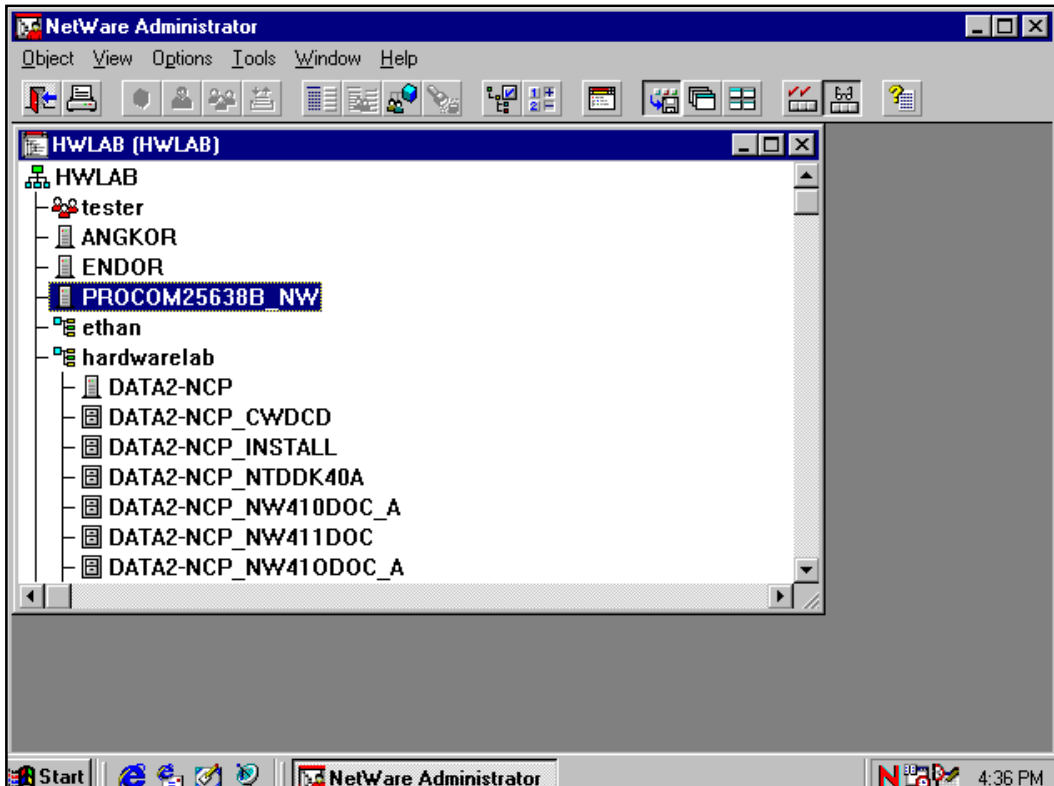 NetWare Administrator
Object View Options Tools Window Help
HWLAB (HWLAB)
HWLAB
tester
ANGKOR
ENDOR
PROCOM25638B_NW
ethan
hardwarelab
DATA2-NCP
DATA2-NCP_CWDCD
DATA2-NCP_INSTALL
DATA2-NCP_NTDDK40A
DATA2-NCP_NW410DOC_A
DATA2-NCP_NW411DOC
DATA2-NCP_NW41ODOC_A
Start NetWare Administrator N 4:36 PM